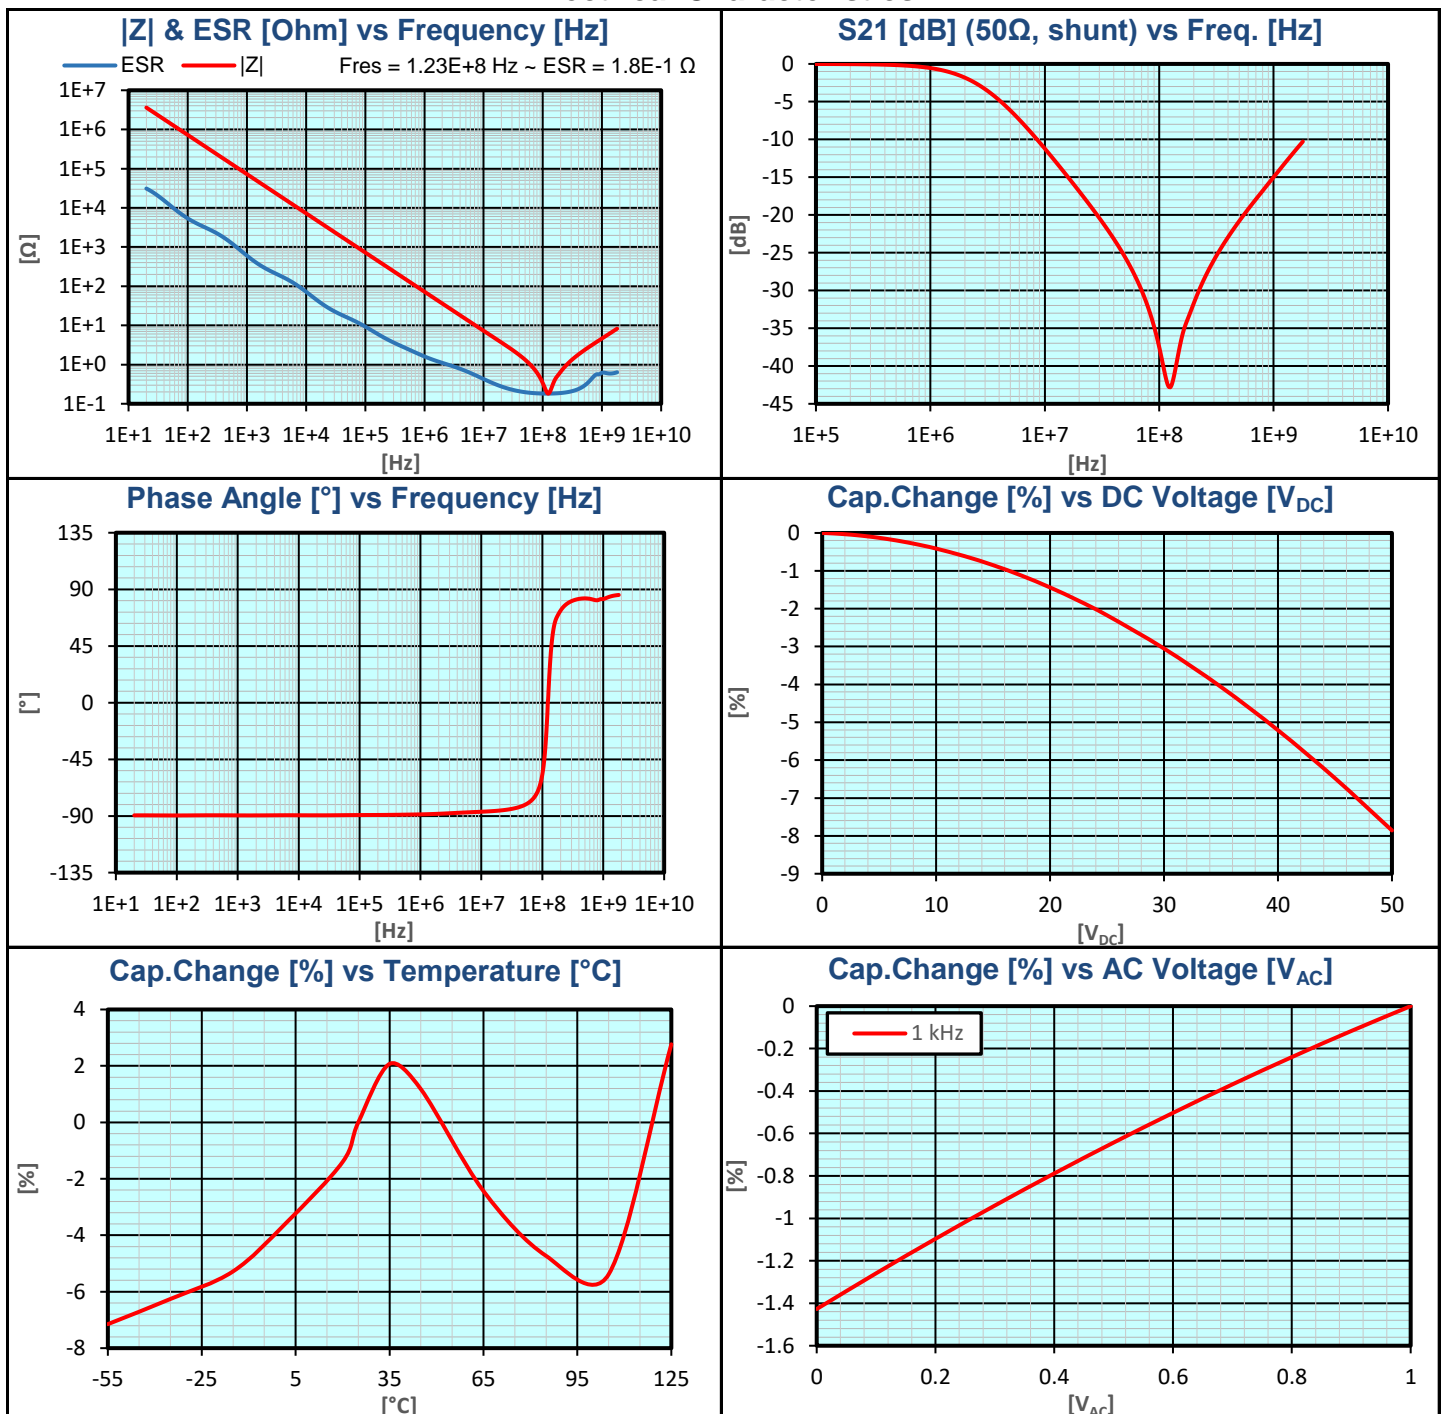 |Z| & ESR [Ohm] vs Frequency [Hz]
ESR |Z| Fres = 1.23E+8 Hz ~ ESR = 1.8E-1 Ω
1E+7
1E+6
1E+5
1E+4
1E+3
1E+2
1E+1
1E+0
1E-1
[Ω]
1E+1 1E+2 1E+3 1E+4 1E+5 1E+6 1E+7 1E+8 1E+9 1E+10
[Hz]
S21 [dB] (50Ω, shunt) vs Freq. [Hz]
0
-5
-10
-15
-20
-25
-30
-35
-40
-45
[dB]
1E+5 1E+6 1E+7 1E+8 1E+9 1E+10
[Hz]
Phase Angle [°] vs Frequency [Hz]
135
90
45
0
-45
-90
-135
[°]
1E+1 1E+2 1E+3 1E+4 1E+5 1E+6 1E+7 1E+8 1E+9 1E+10
[Hz]
Cap.Change [%] vs DC Voltage [VDC]
0
-1
-2
-3
-4
-5
-6
-7
-8
-9
[%]
0 10 20 30 40 50
[VDC]
Cap.Change [%] vs Temperature [°C]
4
2
0
-2
-4
-6
-8
[%]
-55 -25 5 35 65 95 125
[°C]
Cap.Change [%] vs AC Voltage [VAC]
1 kHz
0
-0.2
-0.4
-0.6
-0.8
-1
-1.2
-1.4
-1.6
[%]
0 0.2 0.4 0.6 0.8 1
[VAC]